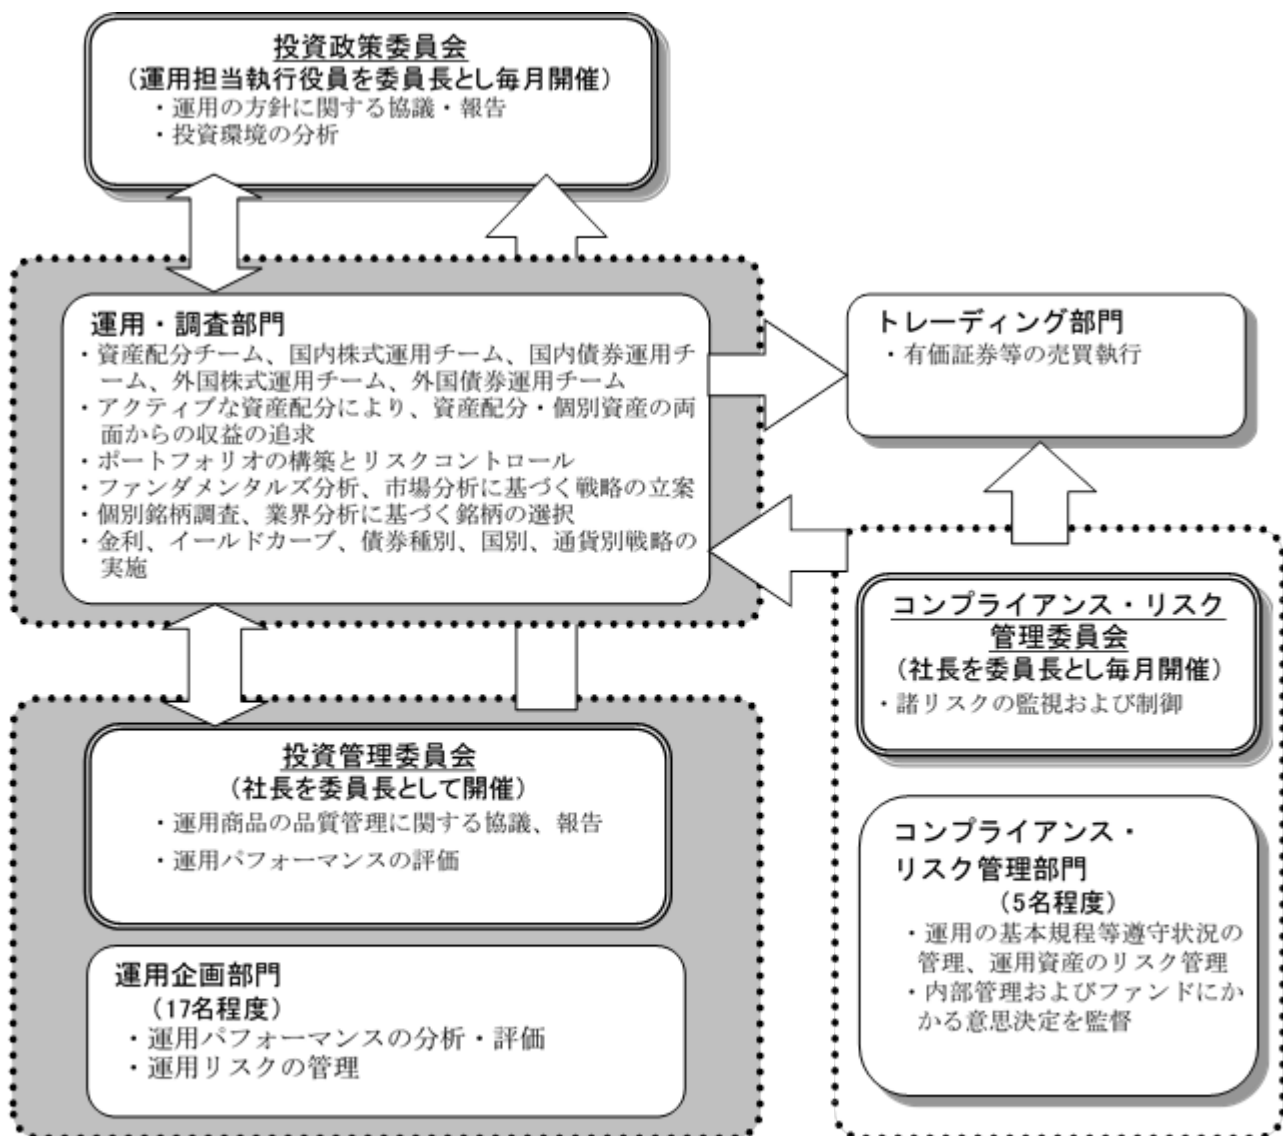 投資政策委員会
（運用担当執行役員を委員長とし毎月開催）
・運用の方針に関する協議・報告
・投資環境の分析
運用・調査部門
・資産配分チーム、国内株式運用チーム、国内債券運用チ
ーム、外国株式運用チーム、外国債券運用チーム
・アクティブな資産配分により、資産配分・個別資産の両
面からの収益の追求
・ポートフォリオの構築とリスクコントロール
・ファンダメンタルズ分析、市場分析に基づく戦略の立案
・個別銘柄調査、業界分析に基づく銘柄の選択
・金利、イールドカーブ、債券種別、国別、通貨別戦略の
実施
トレーディング部門
・有価証券等の売買執行
投資管理委員会
（社長を委員長として開催）
・運用商品の品質管理に関する協議、報告
・運用パフォーマンスの評価
運用企画部門
（17名程度）
・運用パフォーマンスの分析・評価
・運用リスクの管理
コンプライアンス・リスク
管理委員会
（社長を委員長とし毎月開催）
・諸リスクの監視および制御
コンプライアンス・
リスク管理部門
（5名程度）
・運用の基本規程等遵守状況の
管理、運用資産のリスク管理
・内部管理およびファンドにか
かる意思決定を監督